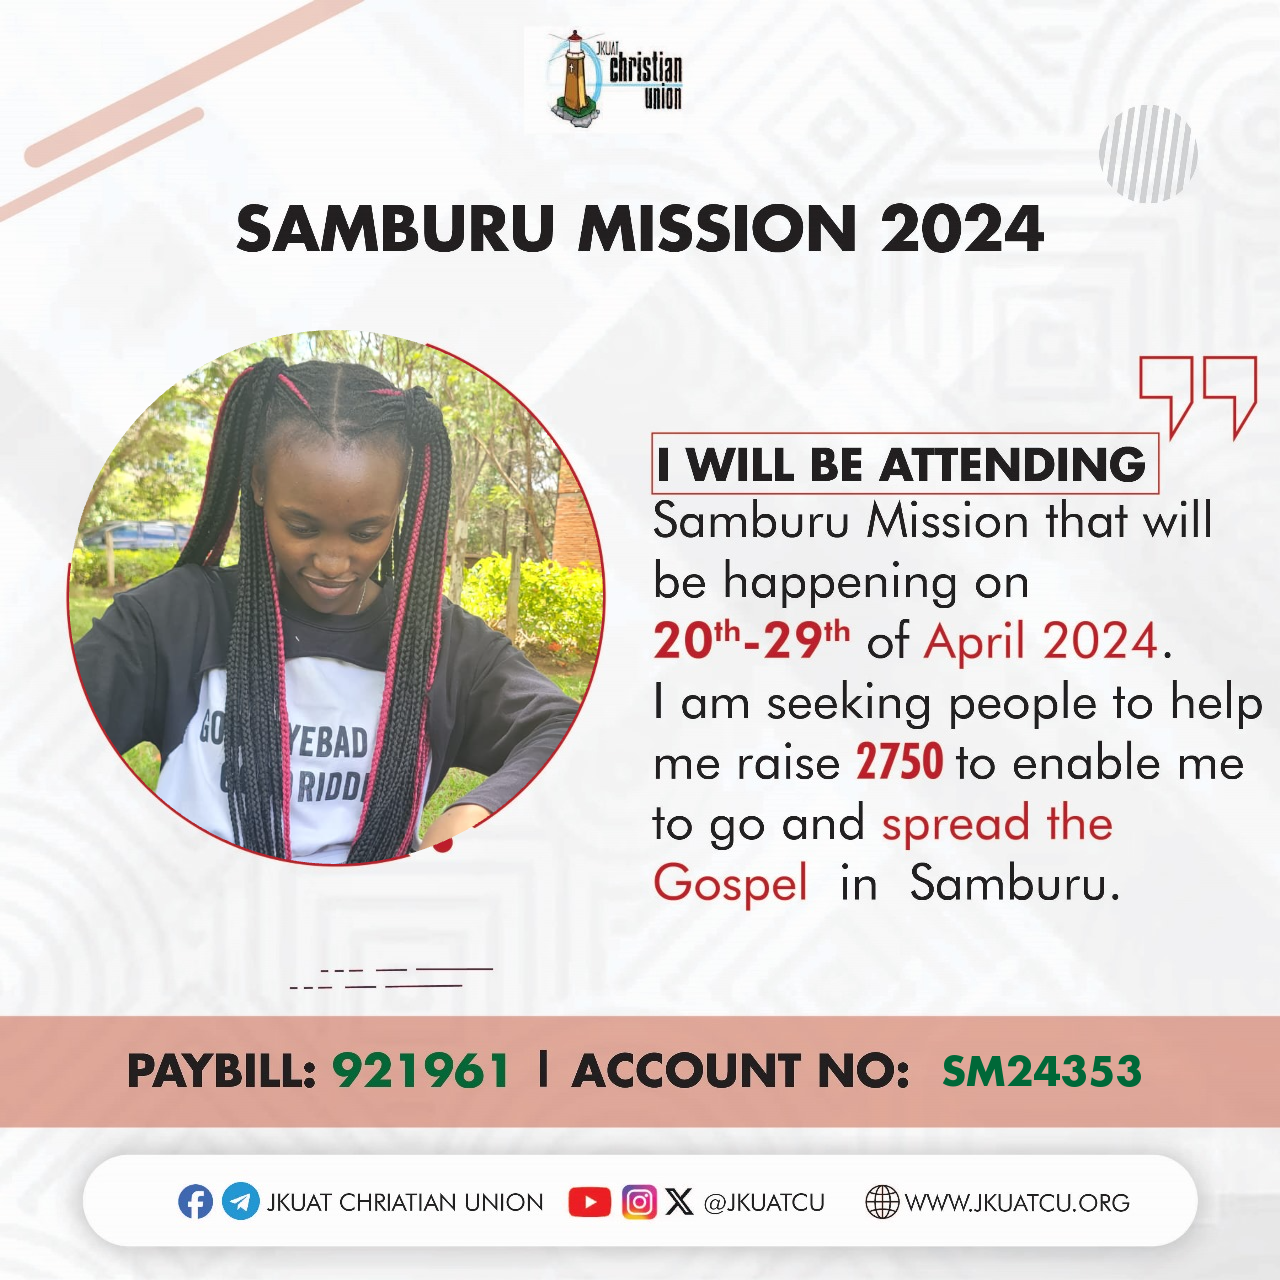 JKUAT
christian
union
SAMBURU MISSION 2024
I WILL BE ATTENDING
Samburu Mission that will
be happening on
20th-29th of April 2024.
I am seeking people to help
me raise 2750 to enable me
to go and spread the
Gospel in Samburu.
YEBAD
RIDD
PAYBILL: 921961 | ACCOUNT NO: SM24353
JKUAT CHRIATIAN UNION @JKUATCU WWW.JKUATCU.ORG